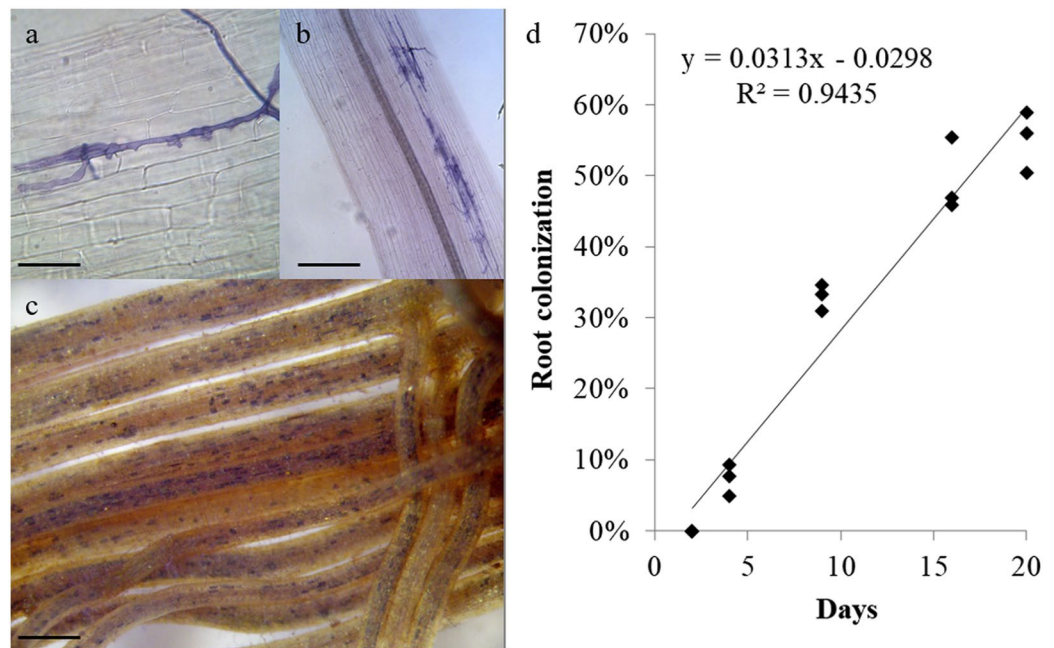 a
b
c
d
y = 0.0313x - 0.0298
R² = 0.9435
70%
60%
50%
40%
30%
20%
10%
0%
Root colonization
0 5 10 15 20
Days